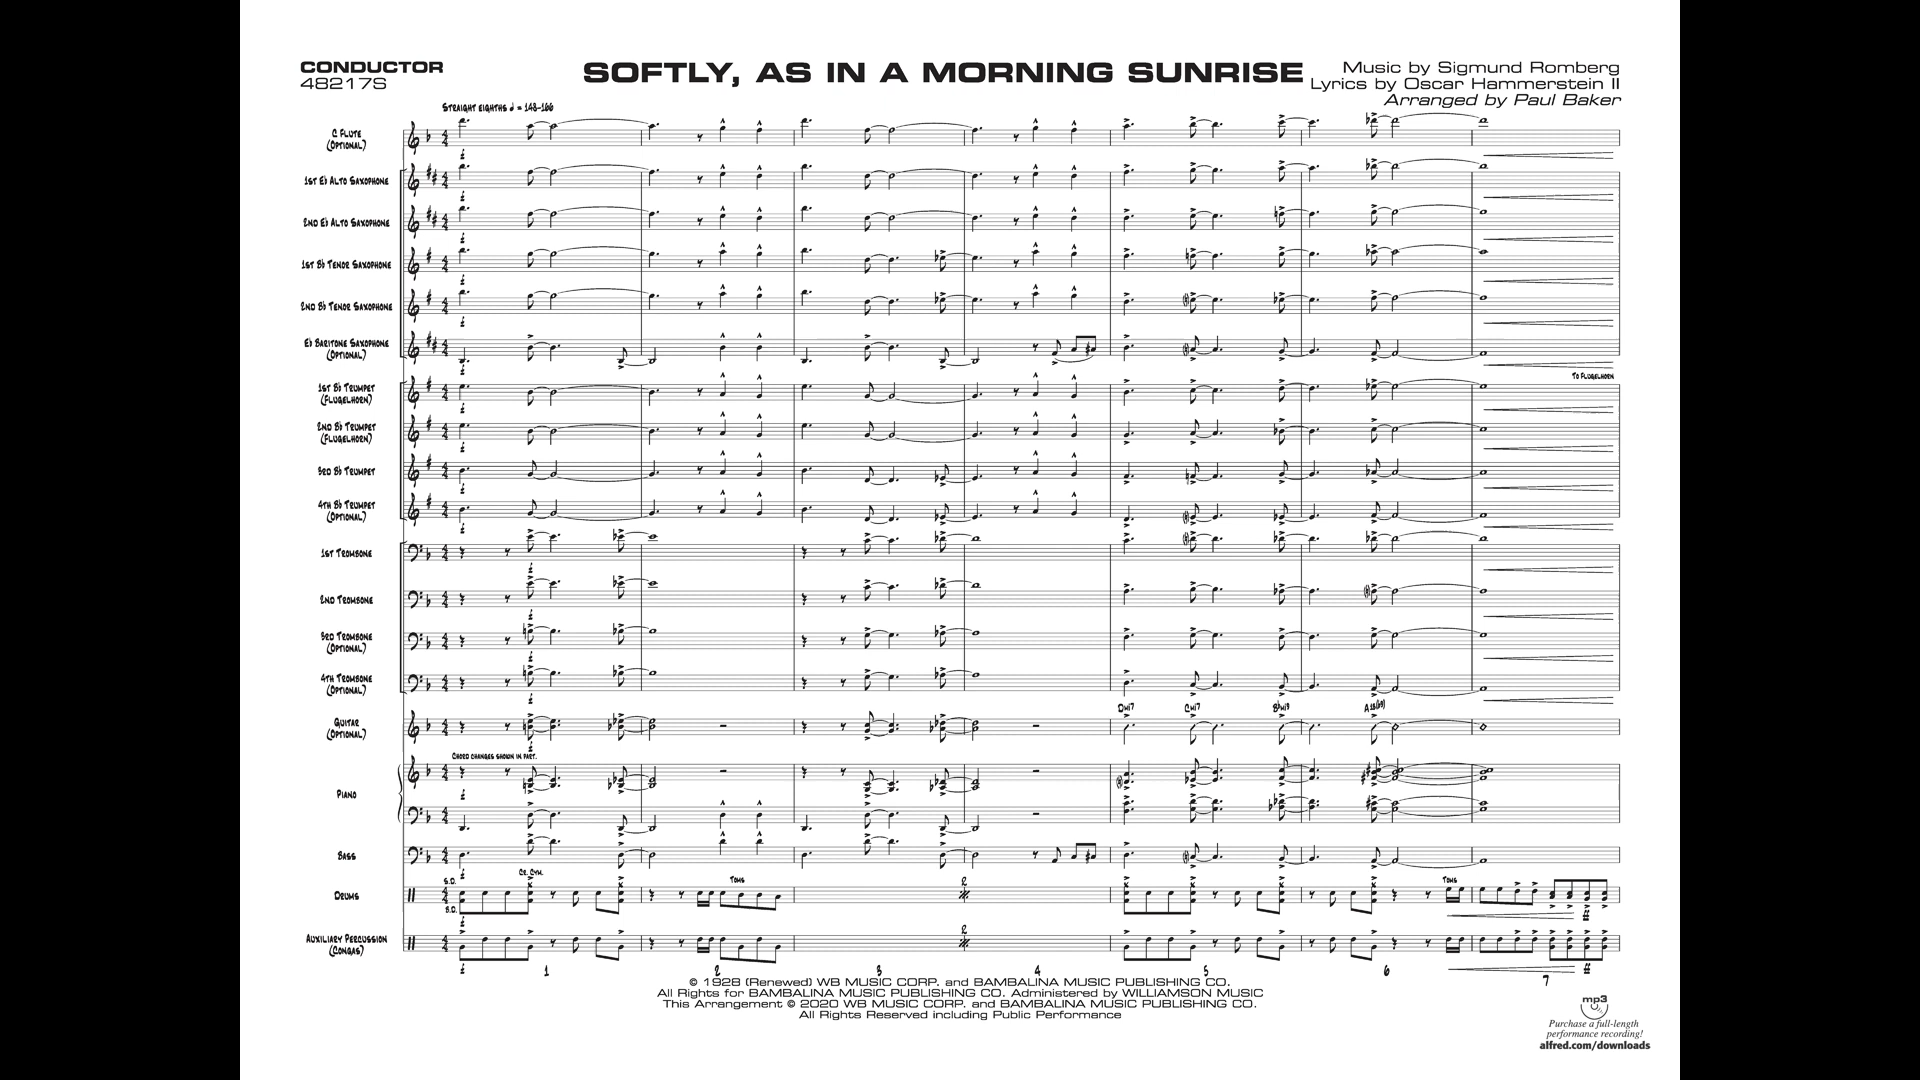 CONDUCTOR
48217S
SOFTLY, AS IN A MORNING SUNRISE
Music by Sigmund Romberg
Lyrics by Oscar Hammerstein II
Arranged by Paul Baker
STRAIGHT EIGHTHS = 148–166
C FLUTE
(OPTIONAL)
1ST E♭ ALTO SAXOPHONE
2ND E♭ ALTO SAXOPHONE
1ST B♭ TENOR SAXOPHONE
2ND B♭ TENOR SAXOPHONE
E♭ BARITONE SAXOPHONE
(OPTIONAL)
1ST B♭ TRUMPET
(FLUGELHORN)
TO FLUGELHORN
2ND B♭ TRUMPET
(FLUGELHORN)
3RD B♭ TRUMPET
4TH B♭ TRUMPET
(OPTIONAL)
1ST TROMBONE
2ND TROMBONE
3RD TROMBONE
(OPTIONAL)
4TH TROMBONE
(OPTIONAL)
DMI7 CMI7 B♭MI9
GUITAR
(OPTIONAL)
CHORD CHANGES SHOWN IN PART.
PIANO
BASS
S.D. CR. CYM. TOMS 2 TOMS
DRUMS
B.D.
ff
2
AUXILIARY PERCUSSION
(CONGAS)
f ff
1 2 3 4 5 6 7
© 1928 (Renewed) WB MUSIC CORP. and BAMBALINA MUSIC PUBLISHING CO.
All Rights for BAMBALINA MUSIC PUBLISHING CO. Administered by WILLIAMSON MUSIC
This Arrangement © 2020 WB MUSIC CORP. and BAMBALINA MUSIC PUBLISHING CO.
All Rights Reserved including Public Performance
mp3
Purchase a full-length
performance recording!
alfred.com/downloads